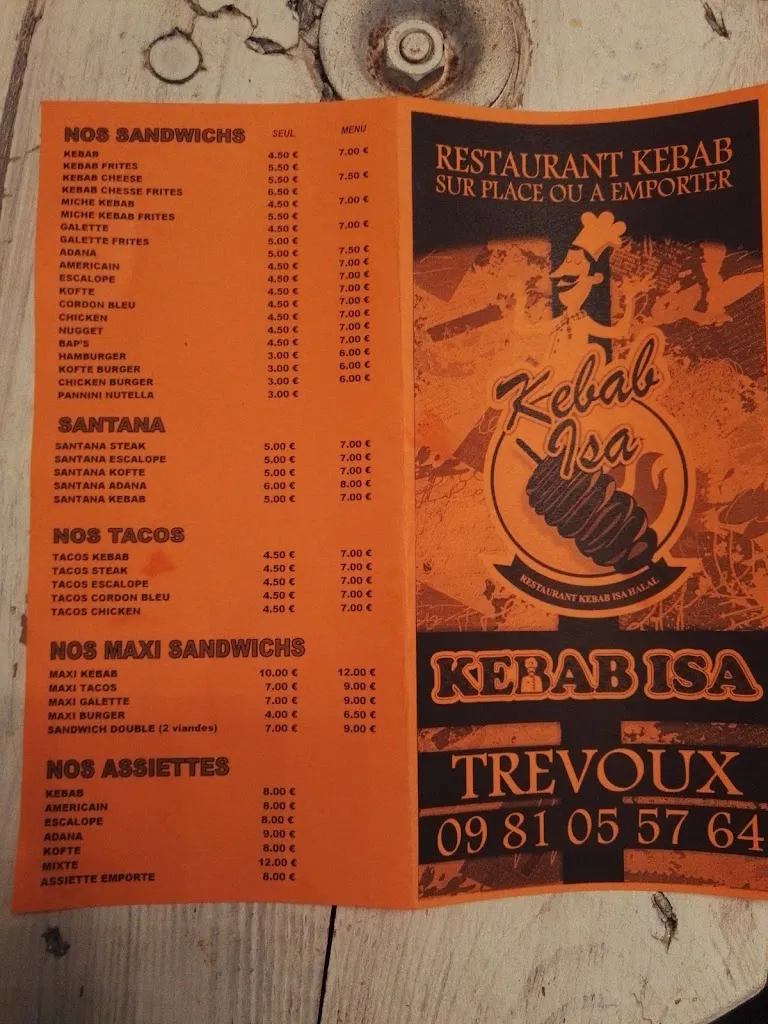 NOS SANDWICHS SEUL MENU
KEBAB 4.50 € 7.00 €
KEBAB FRITES 5.50 €
KEBAB CHEESE 5.50 € 7.50 €
KEBAB CHESSE FRITES 6.50 €
MICHE KEBAB 4.50 € 7.00 €
MICHE KEBAB FRITES 5.50 €
GALETTE 4.50 € 7.00 €
GALETTE FRITES 5.00 €
ADANA 5.00 € 7.50 €
AMERICAIN 4.50 € 7.00 €
ESCALOPE 4.50 € 7.00 €
KOFTE 4.50 € 7.00 €
CORDON BLEU 4.50 € 7.00 €
CHICKEN 4.50 € 7.00 €
NUGGET 4.50 € 7.00 €
BAP'S 4.50 € 7.00 €
HAMBURGER 3.00 € 6.00 €
KOFTE BURGER 3.00 € 6.00 €
CHICKEN BURGER 3.00 € 6.00 €
PANNINI NUTELLA 3.00 €
SANTANA
SANTANA STEAK 5.00 € 7.00 €
SANTANA ESCALOPE 5.00 € 7.00 €
SANTANA KOFTE 5.00 € 7.00 €
SANTANA ADANA 6.00 € 8.00 €
SANTANA KEBAB 5.00 € 7.00 €
NOS TACOS
TACOS KEBAB 4.50 € 7.00 €
TACOS STEAK 4.50 € 7.00 €
TACOS ESCALOPE 4.50 € 7.00 €
TACOS CORDON BLEU 4.50 € 7.00 €
TACOS CHICKEN 4.50 € 7.00 €
NOS MAXI SANDWICHS
MAXI KEBAB 10.00 € 12.00 €
MAXI TACOS 7.00 € 9.00 €
MAXI GALETTE 7.00 € 9.00 €
MAXI BURGER 4.00 € 6.50 €
SANDWICH DOUBLE (2 viandes) 7.00 € 9.00 €
NOS ASSIETTES
KEBAB 8.00 €
AMERICAIN 8.00 €
ESCALOPE 8.00 €
ADANA 9.00 €
KOFTE 8.00 €
MIXTE 12.00 €
ASSIETTE EMPORTE 8.00 €
RESTAURANT KEBAB
SUR PLACE OU A EMPORTER
Kebab
Isa
RESTAURANT KEBAB ISA HALAL
KEBAB ISA
TREVOUX
09 81 05 57 64